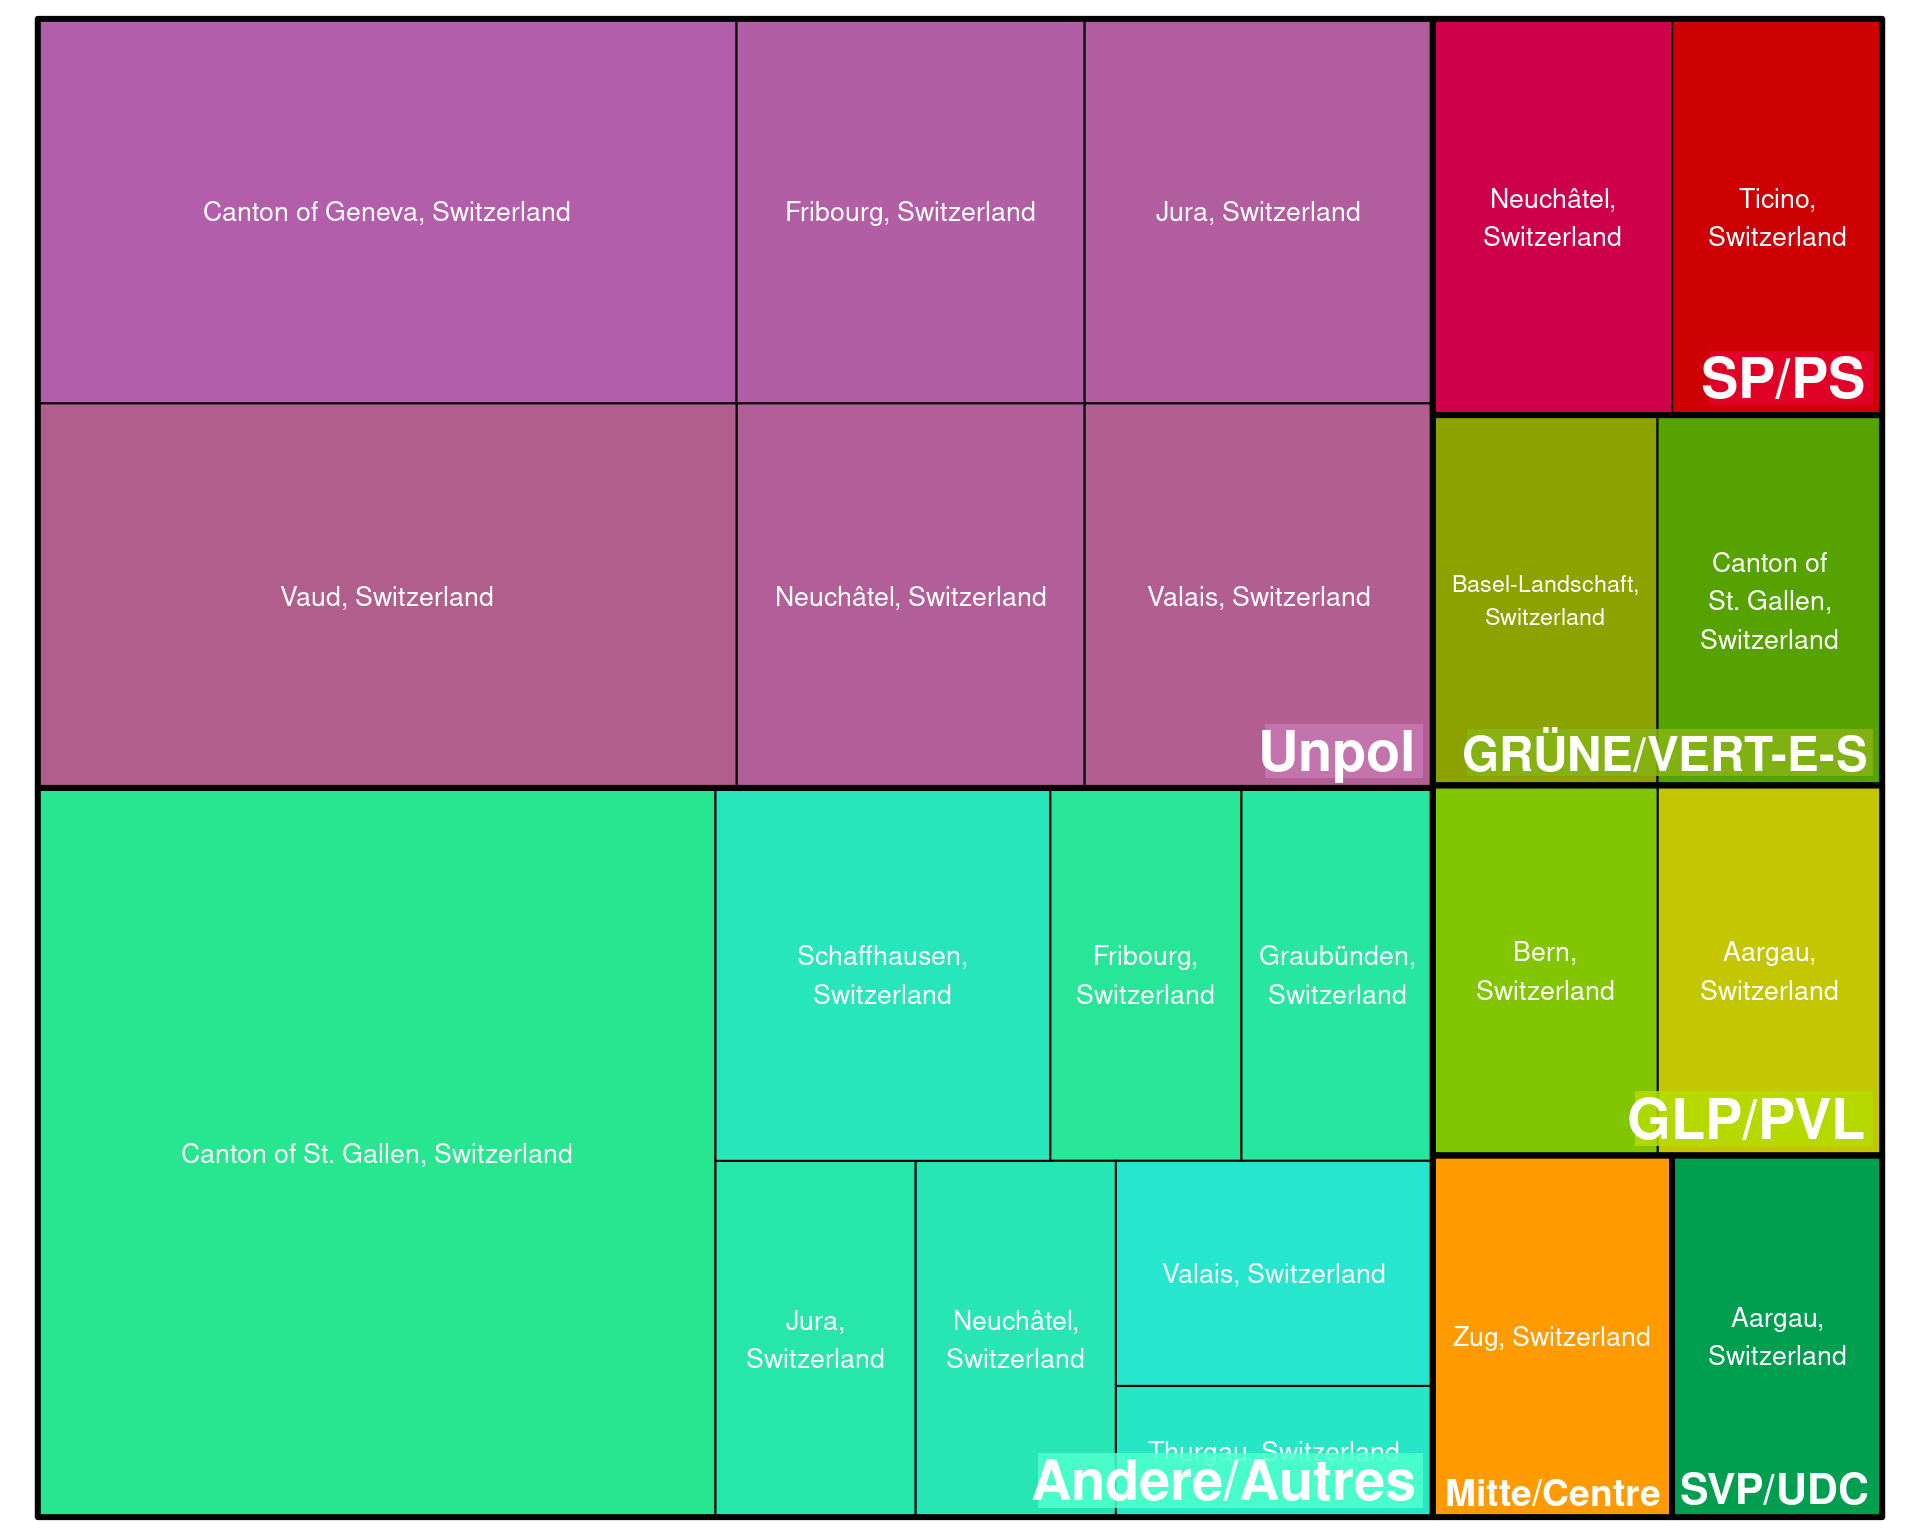 Canton of Geneva, Switzerland
Fribourg, Switzerland
Jura, Switzerland
Vaud, Switzerland
Neuchâtel, Switzerland
Valais, Switzerland
Unpol
Neuchâtel,
Switzerland
Ticino,
Switzerland
SP/PS
Basel-Landschaft,
Switzerland
Canton of
St. Gallen,
Switzerland
GRÜNE/VERT-E-S
Canton of St. Gallen, Switzerland
Schaffhausen,
Switzerland
Fribourg,
Switzerland
Graubünden,
Switzerland
Jura,
Switzerland
Neuchâtel,
Switzerland
Valais, Switzerland
Thurgau, Switzerland
Andere/Autres
Bern,
Switzerland
Aargau,
Switzerland
GLP/PVL
Zug, Switzerland
Mitte/Centre
Aargau,
Switzerland
SVP/UDC